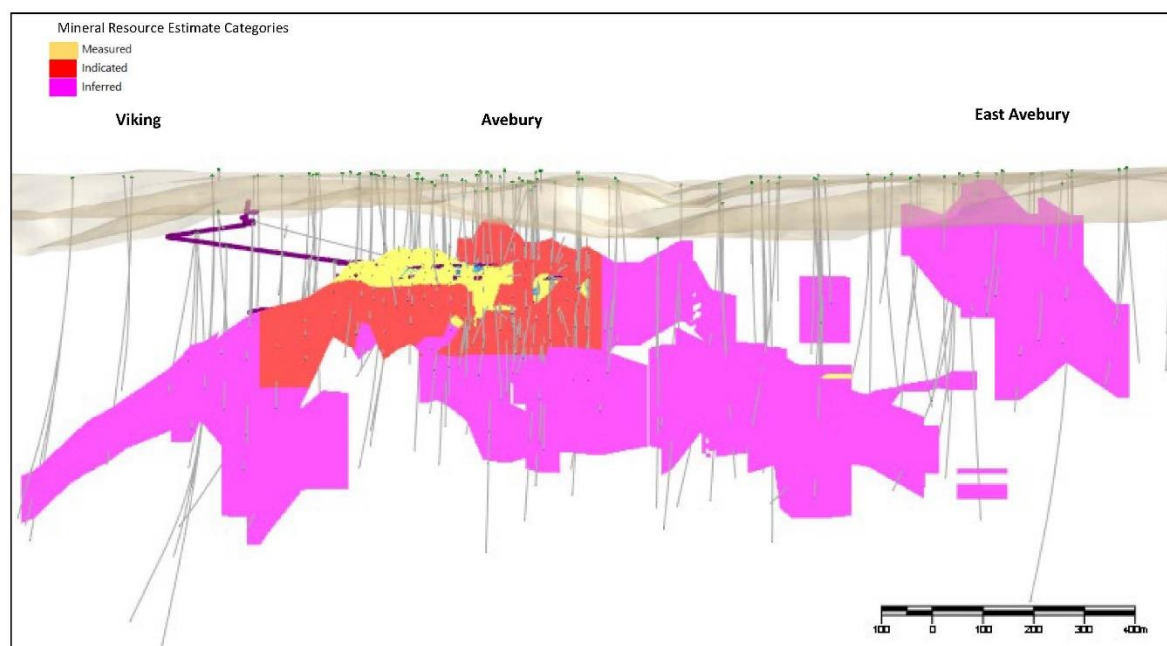 Mineral Resource Estimate Categories
Measured
Indicated
Inferred
Viking
Avebury
East Avebury
100 0 100 200 300 400m